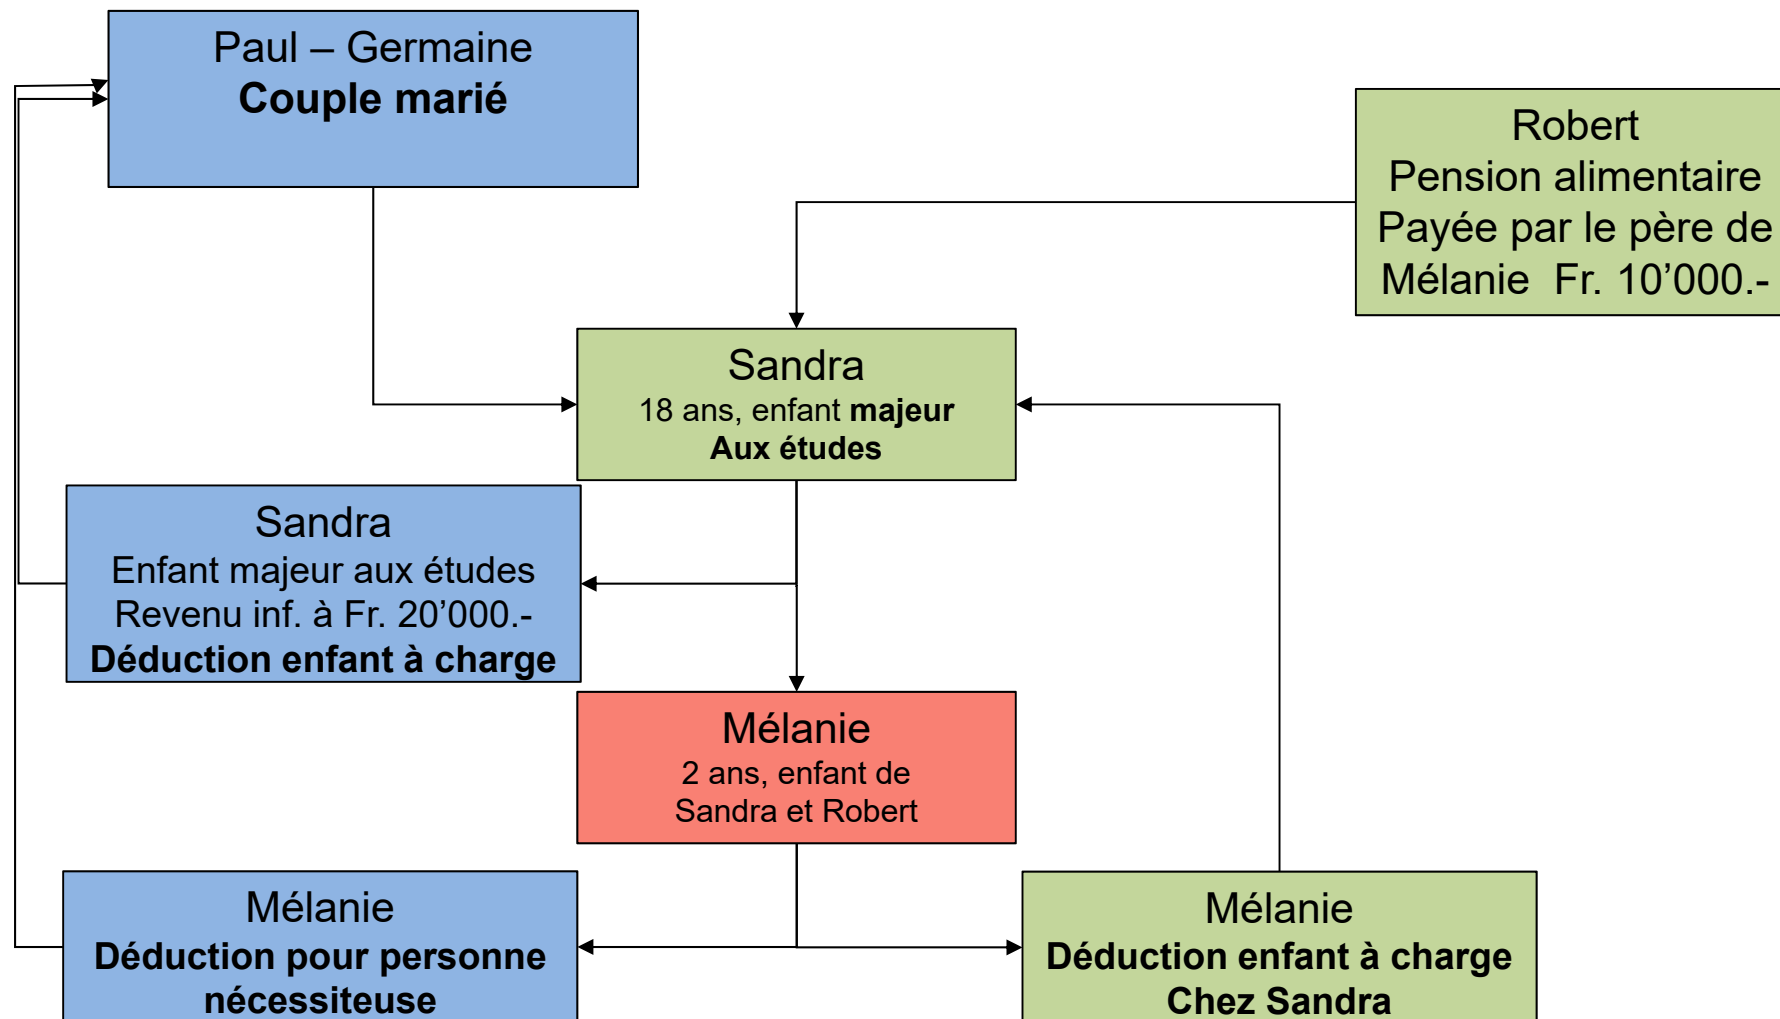 Paul – Germaine
Couple marié
Robert
Pension alimentaire
Payée par le père de
Mélanie  Fr. 10’000.-
Sandra
18 ans, enfant majeur
Aux études
Sandra
Enfant majeur aux études
Revenu inf. à Fr. 20’000.-
Déduction enfant à charge
Mélanie
2 ans, enfant de
Sandra et Robert
Mélanie
Déduction pour personne
nécessiteuse
Mélanie
Déduction enfant à charge
Chez Sandra